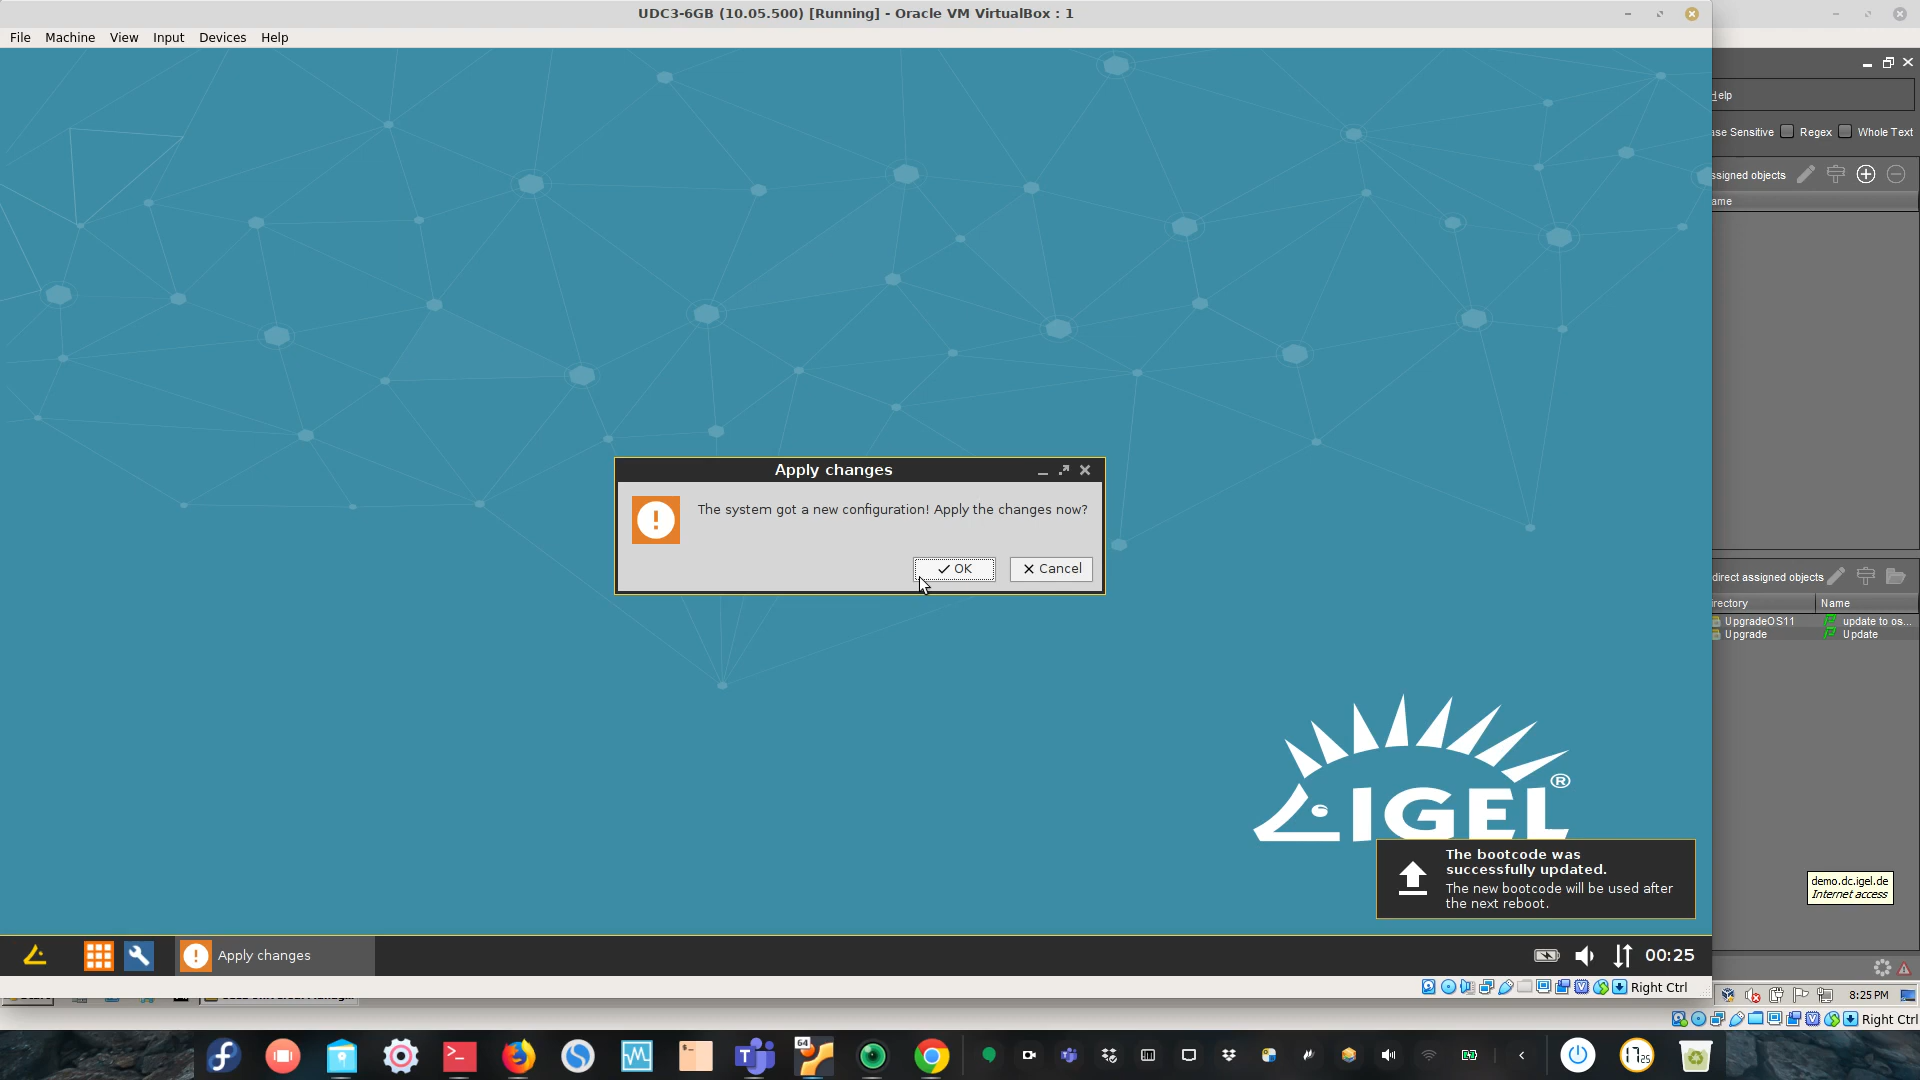 UDC3-6GB (10.05.500) [Running] - Oracle VM VirtualBox : 1
File Machine View Input Devices Help
Help
ase Sensitive Regex Whole Text
ssigned objects
ame
Apply changes
The system got a new configuration! Apply the changes now?
OK Cancel
direct assigned objects
irectory Name
UpgradeOS11 update to os...
Upgrade Update
IGEL®
The bootcode was
successfully updated.
The new bootcode will be used after
the next reboot.
demo.dc.igel.de
Internet access
Apply changes
00:25
Right Ctrl
8:25 PM
Right Ctrl
64
17 25